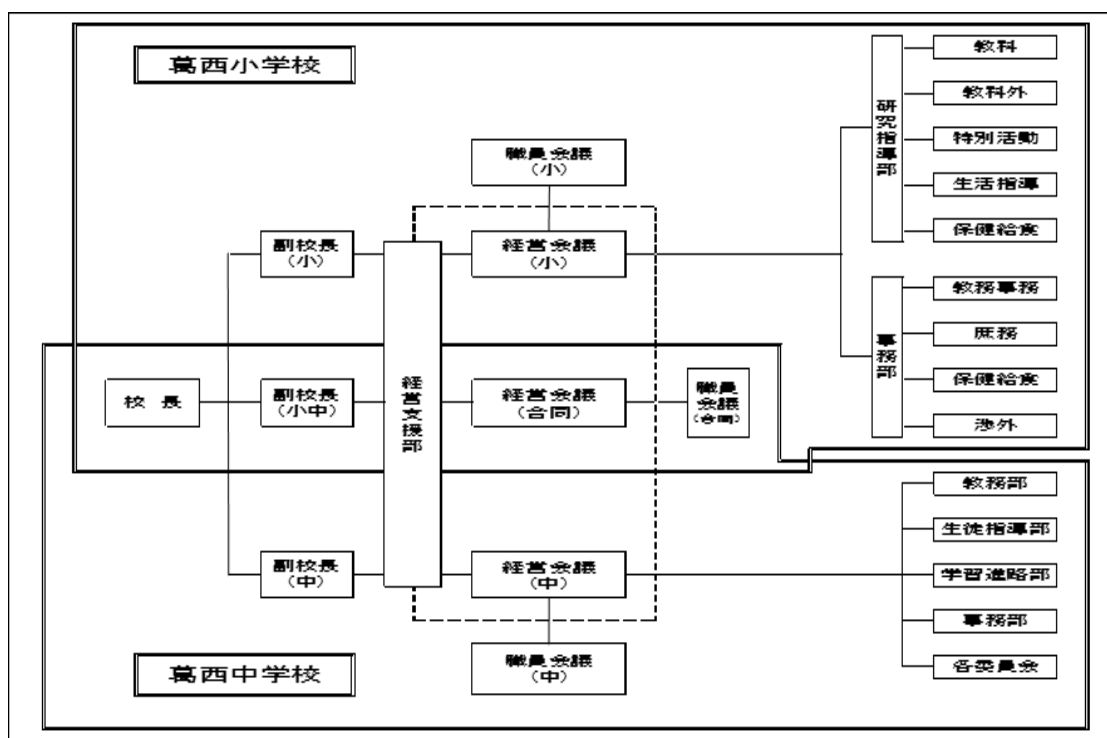 葛西小学校
職員会議
(小)
副校長
(小)
経営会議
(小)
研究指導部
教科
教科外
特別活動
生活指導
保健給食
事務部
教務事務
庶務
保健給食
渉外
校長
副校長
(小中)
経営支援部
経営会議
(合同)
職員
会議
(合同)
副校長
(中)
経営会議
(中)
職員会議
(中)
教務部
生徒指導部
学習進路部
事務部
各委員会
葛西中学校